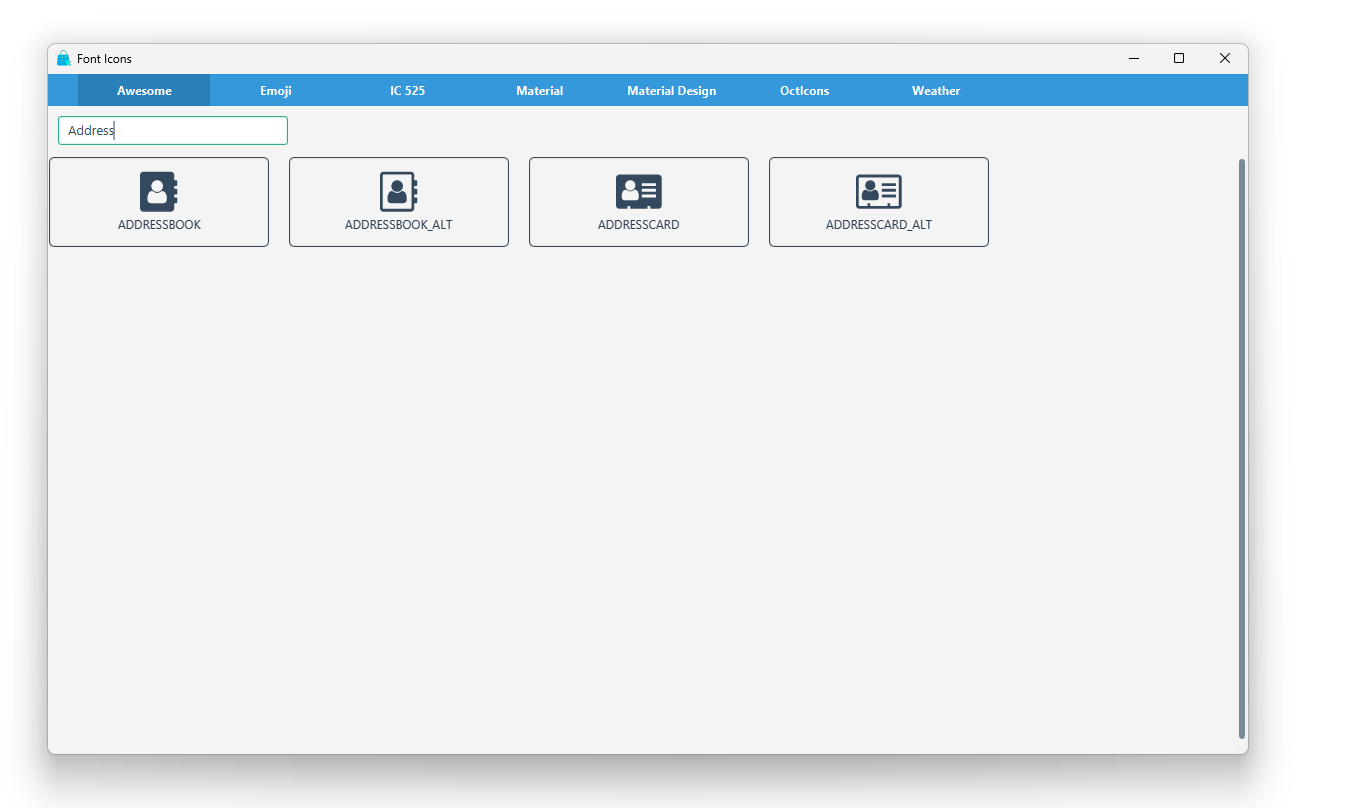 Font Icons
Awesome Emoji IC 525 Material Material Design OctIcons Weather
Address
ADDRESSBOOK ADDRESSBOOK_ALT ADDRESSCARD ADDRESSCARD_ALT